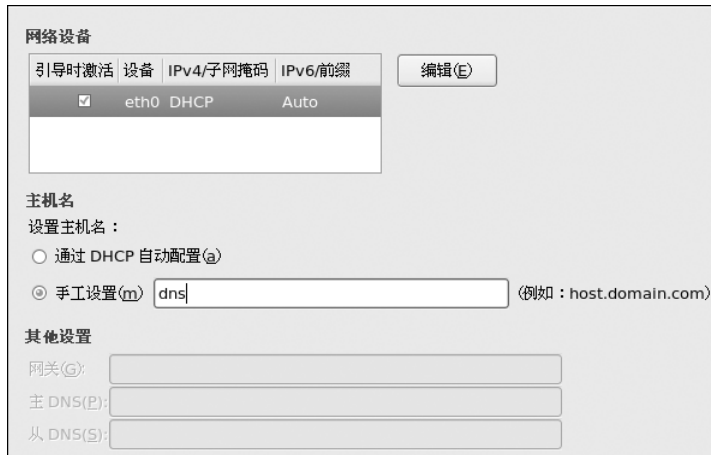 网络设备
引导时激活 设备 IPv4/子网掩码 IPv6/前缀
eth0 DHCP Auto
编辑(E)
主机名
设置主机名：
通过 DHCP 自动配置(a)
手工设置(m) dns (例如：host.domain.com)
其他设置
网关(G):
主 DNS(P):
从 DNS(S):